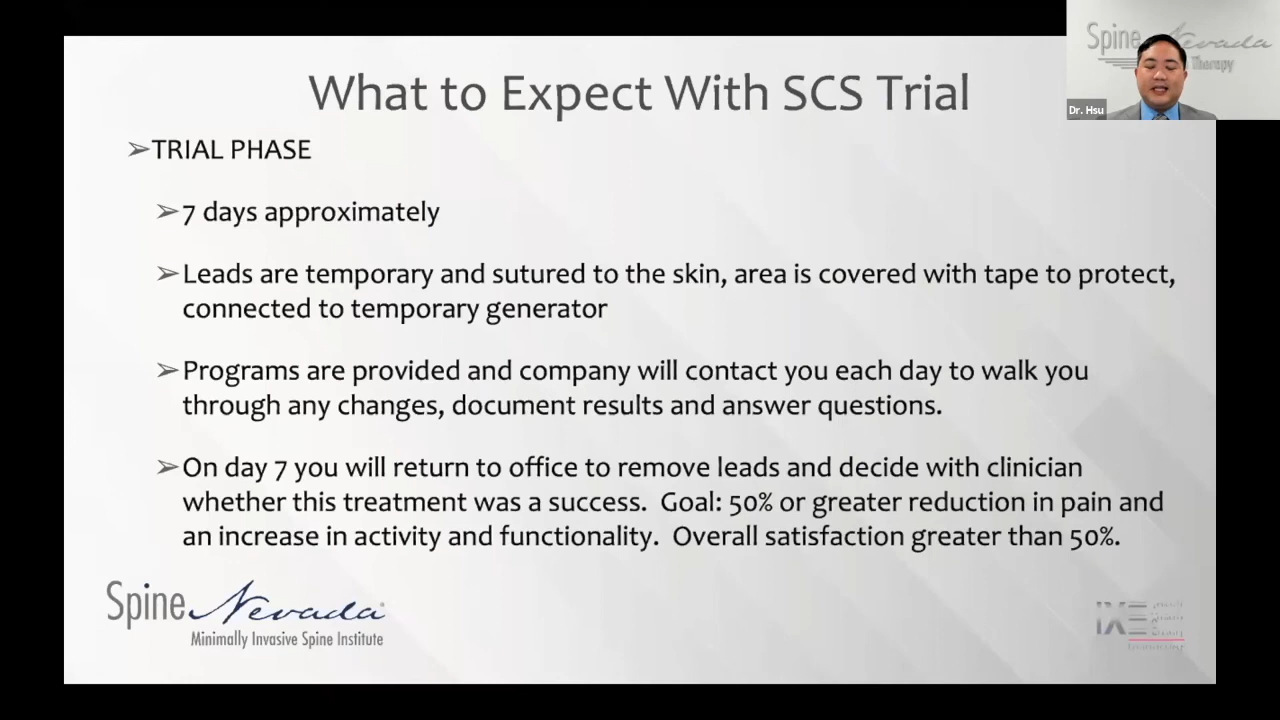 What to Expect With SCS Trial
Spine Nevada
Therapy
Dr. Hsu
➢TRIAL PHASE
➢7 days approximately
➢Leads are temporary and sutured to the skin, area is covered with tape to protect,
connected to temporary generator
➢Programs are provided and company will contact you each day to walk you
through any changes, document results and answer questions.
➢On day 7 you will return to office to remove leads and decide with clinician
whether this treatment was a success.  Goal: 50% or greater reduction in pain and
an increase in activity and functionality.  Overall satisfaction greater than 50%.
Spine Nevada
Minimally Invasive Spine Institute